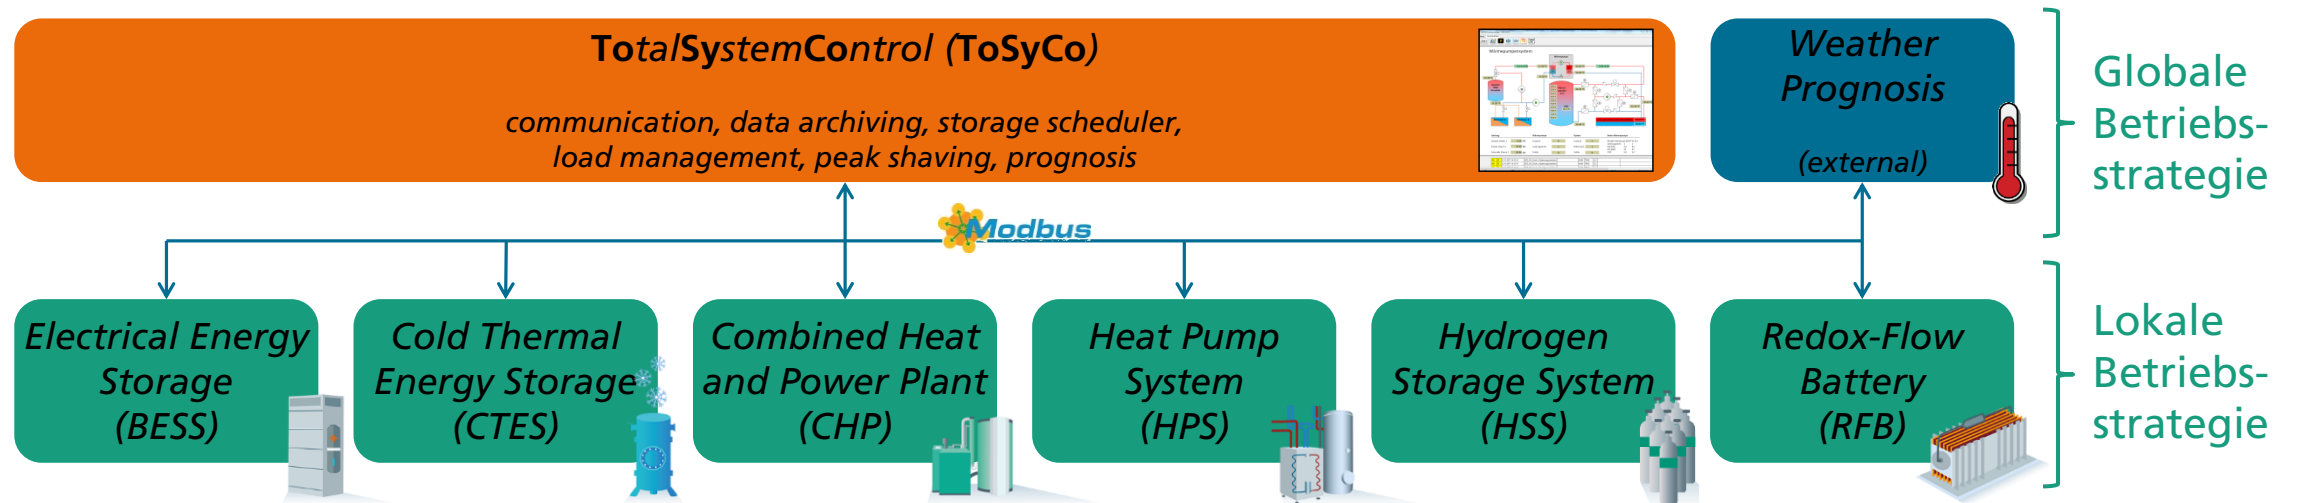 TotalSystemControl (ToSyCo)
communication, data archiving, storage scheduler,
load management, peak shaving, prognosis
Weather
Prognosis
(external)
Globale
Betriebs-
strategie
Modbus
Electrical Energy
Storage
(BESS)
Cold Thermal
Energy Storage
(CTES)
Combined Heat
and Power Plant
(CHP)
Heat Pump
System
(HPS)
Hydrogen
Storage System
(HSS)
Redox-Flow
Battery
(RFB)
Lokale
Betriebs-
strategie